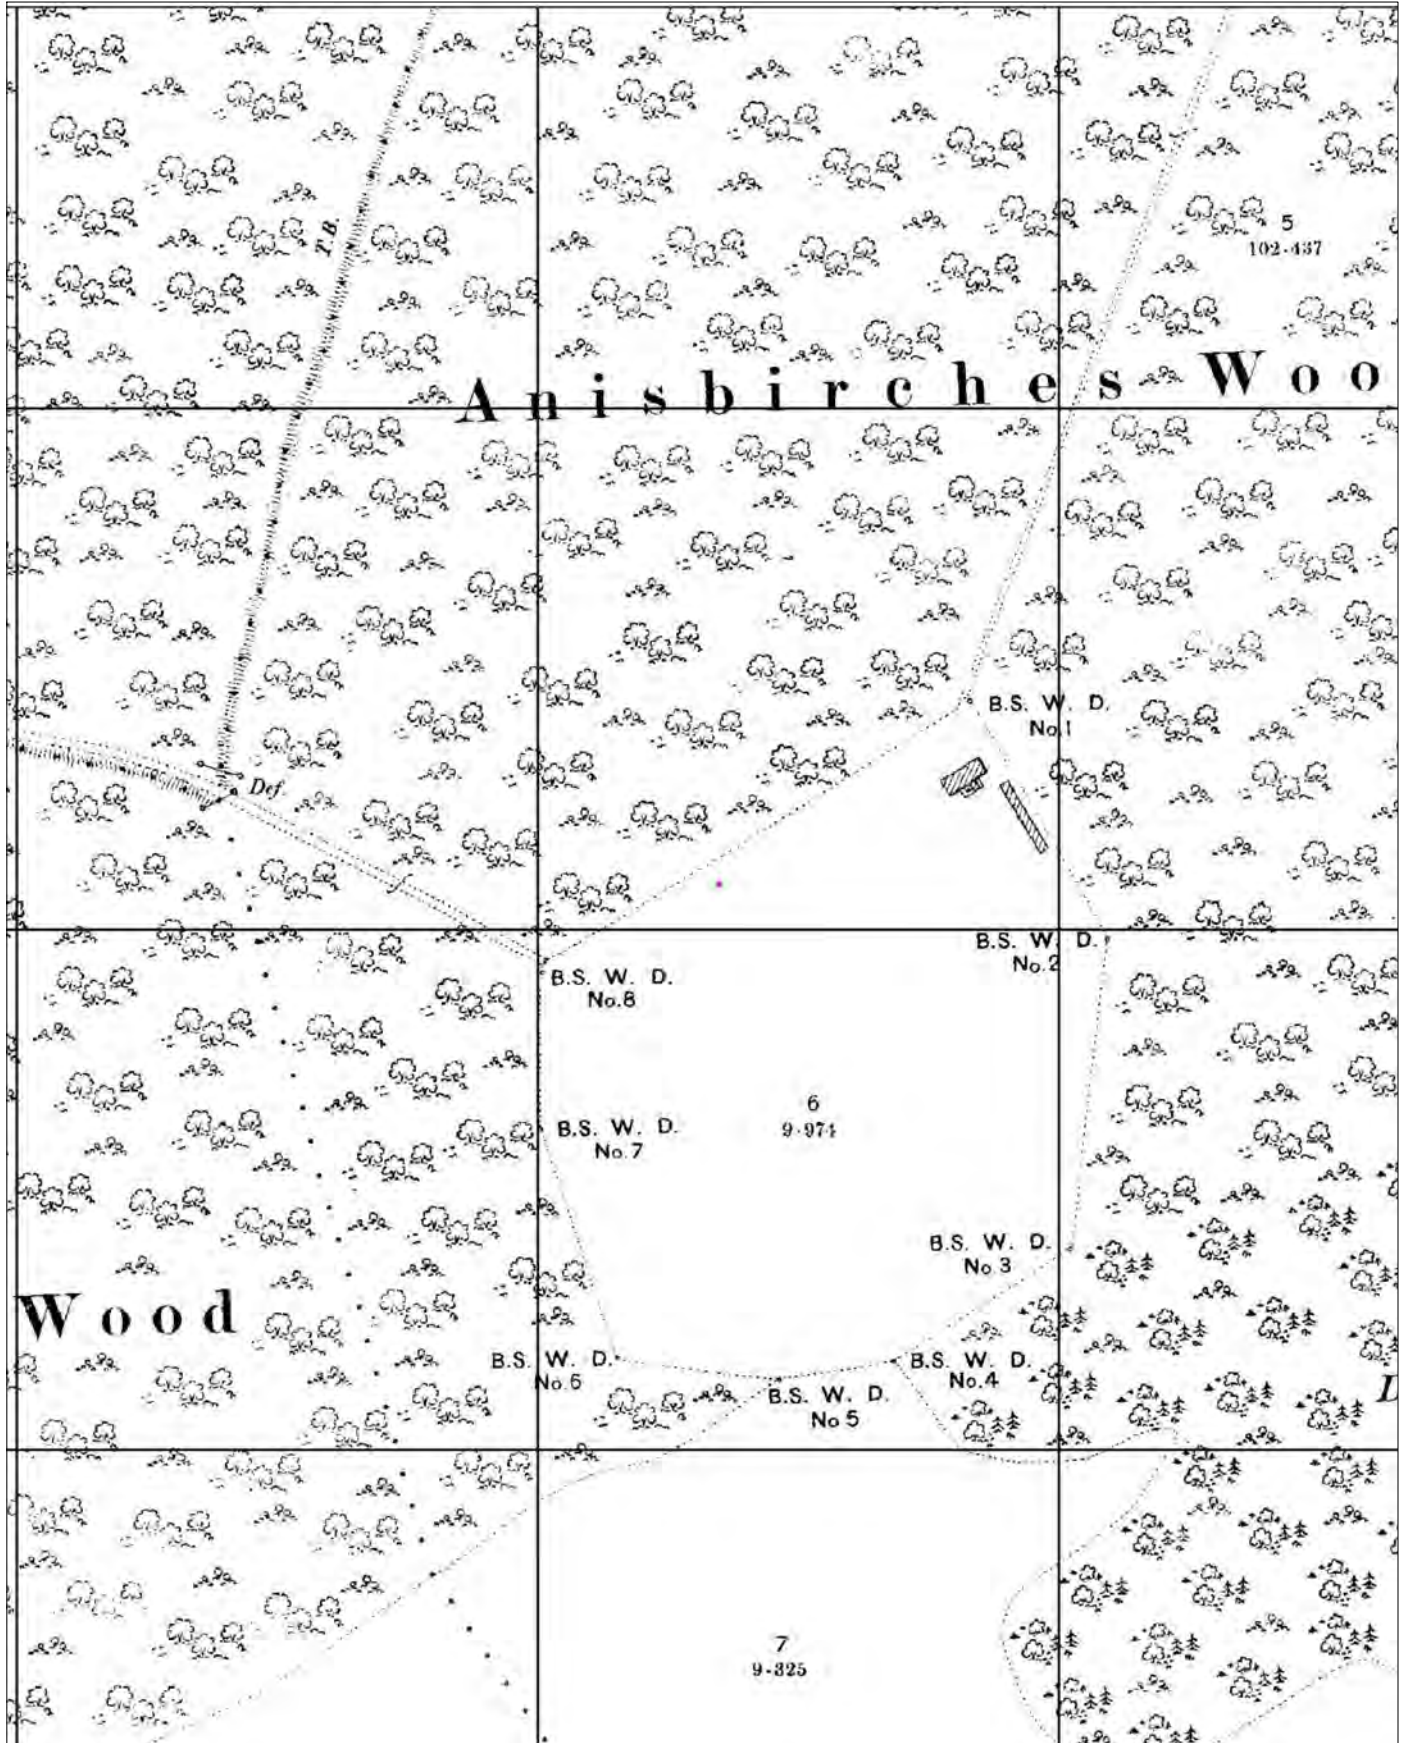 T.B.
5
102·437
Anisbirches Woo
B.S. W. D.
No.1
Def.
B.S. W. D.
No.2
B.S. W. D.
No.8
6
9·974
B.S. W. D.
No.7
B.S. W. D.
No.3
Wood
B.S. W. D.
No.6
B.S. W. D.
No.4
B.S. W. D.
No 5
7
9·325